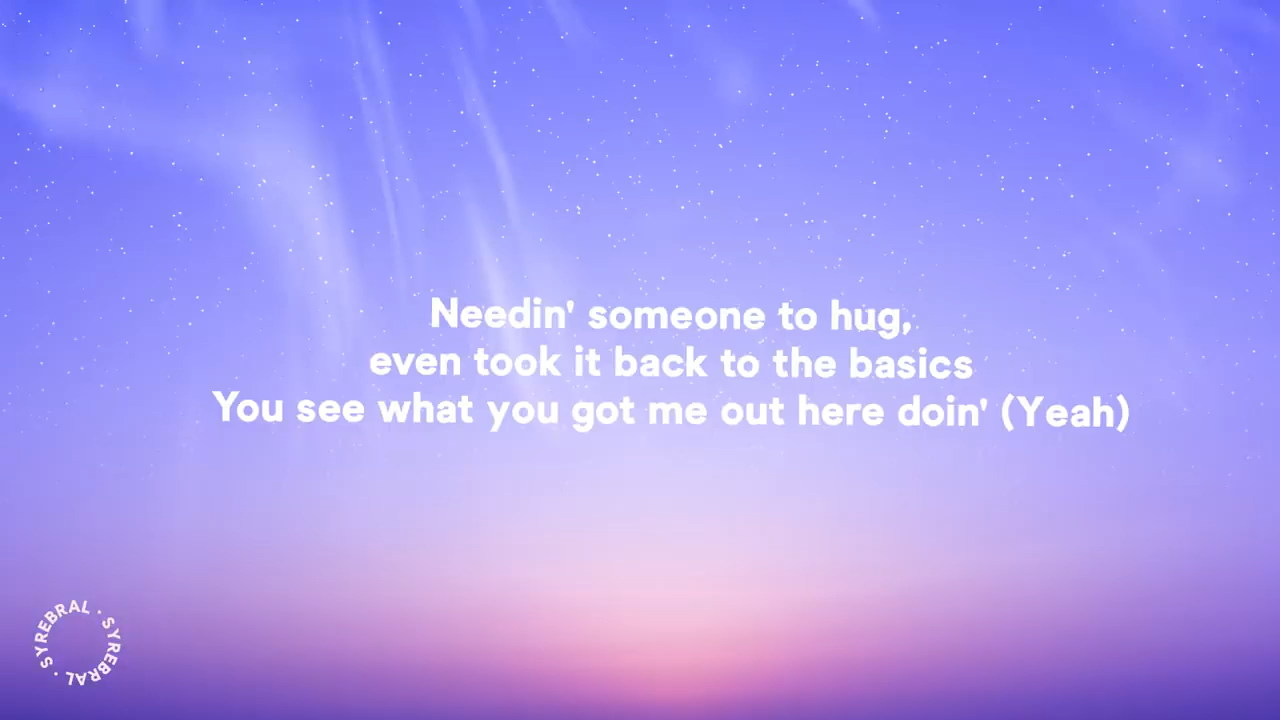 Needin' someone to hug,
even took it back to the basics
You see what you got me out here doin' (Yeah)
SYREBRAL · SYREBRAL ·